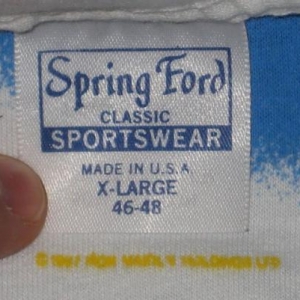 Spring Ford
CLASSIC
SPORTSWEAR
MADE IN U.S.A
X-LARGE
46-48